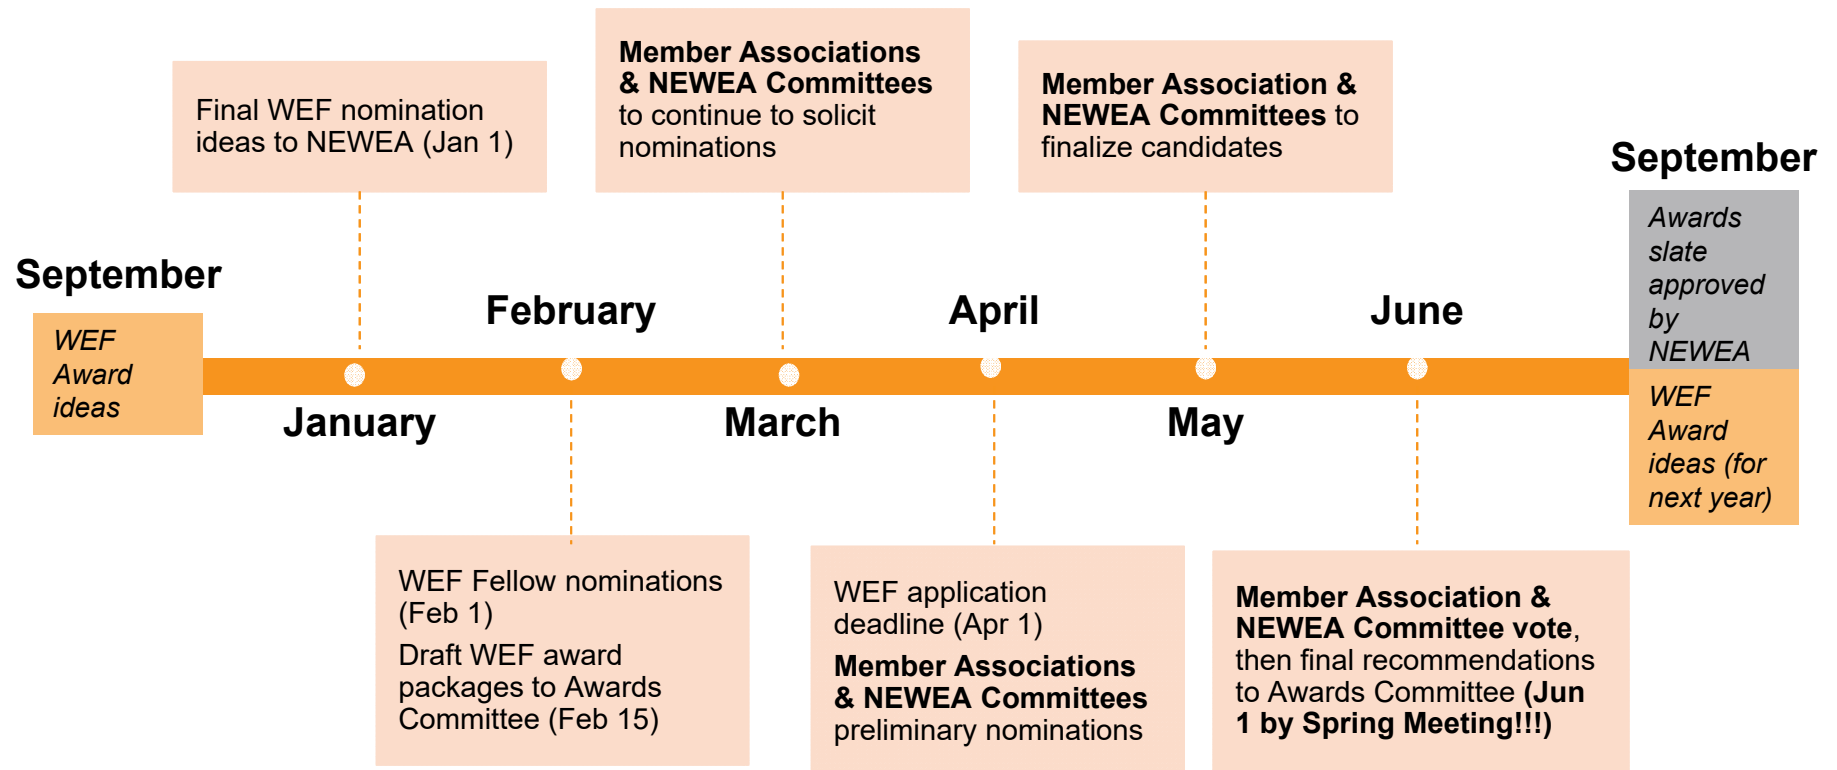 September
WEF
Award
ideas
January
Final WEF nomination
ideas to NEWEA (Jan 1)
February
WEF Fellow nominations
(Feb 1)
Draft WEF award
packages to Awards
Committee (Feb 15)
March
Member Associations
& NEWEA Committees
to continue to solicit
nominations
April
WEF application
deadline (Apr 1)
Member Associations
& NEWEA Committees
preliminary nominations
May
Member Association &
NEWEA Committees to
finalize candidates
June
Member Association &
NEWEA Committee vote,
then final recommendations
to Awards Committee (Jun
1 by Spring Meeting!!!)
September
Awards
slate
approved
by
NEWEA
WEF
Award
ideas (for
next year)